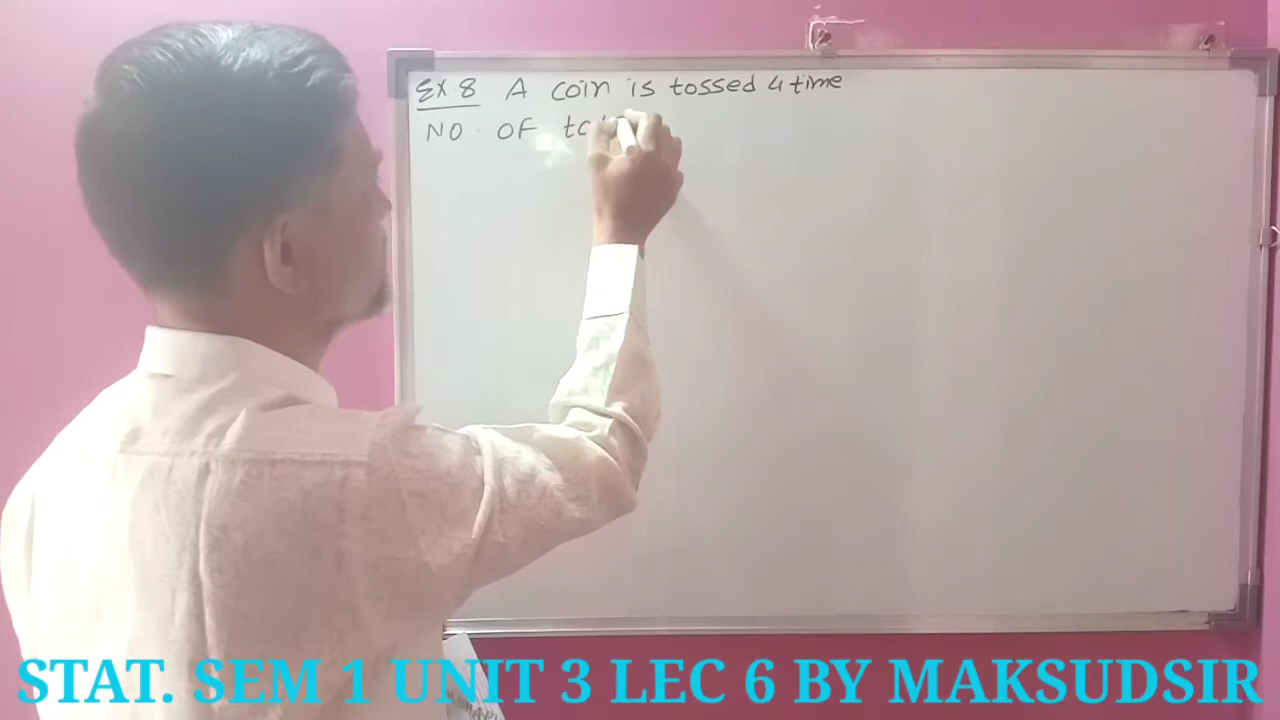 Ex.8 A coin is tossed 4 time
NO. OF
STAT. SEM 1 UNIT 3 LEC 6 BY MAKSUDSIR